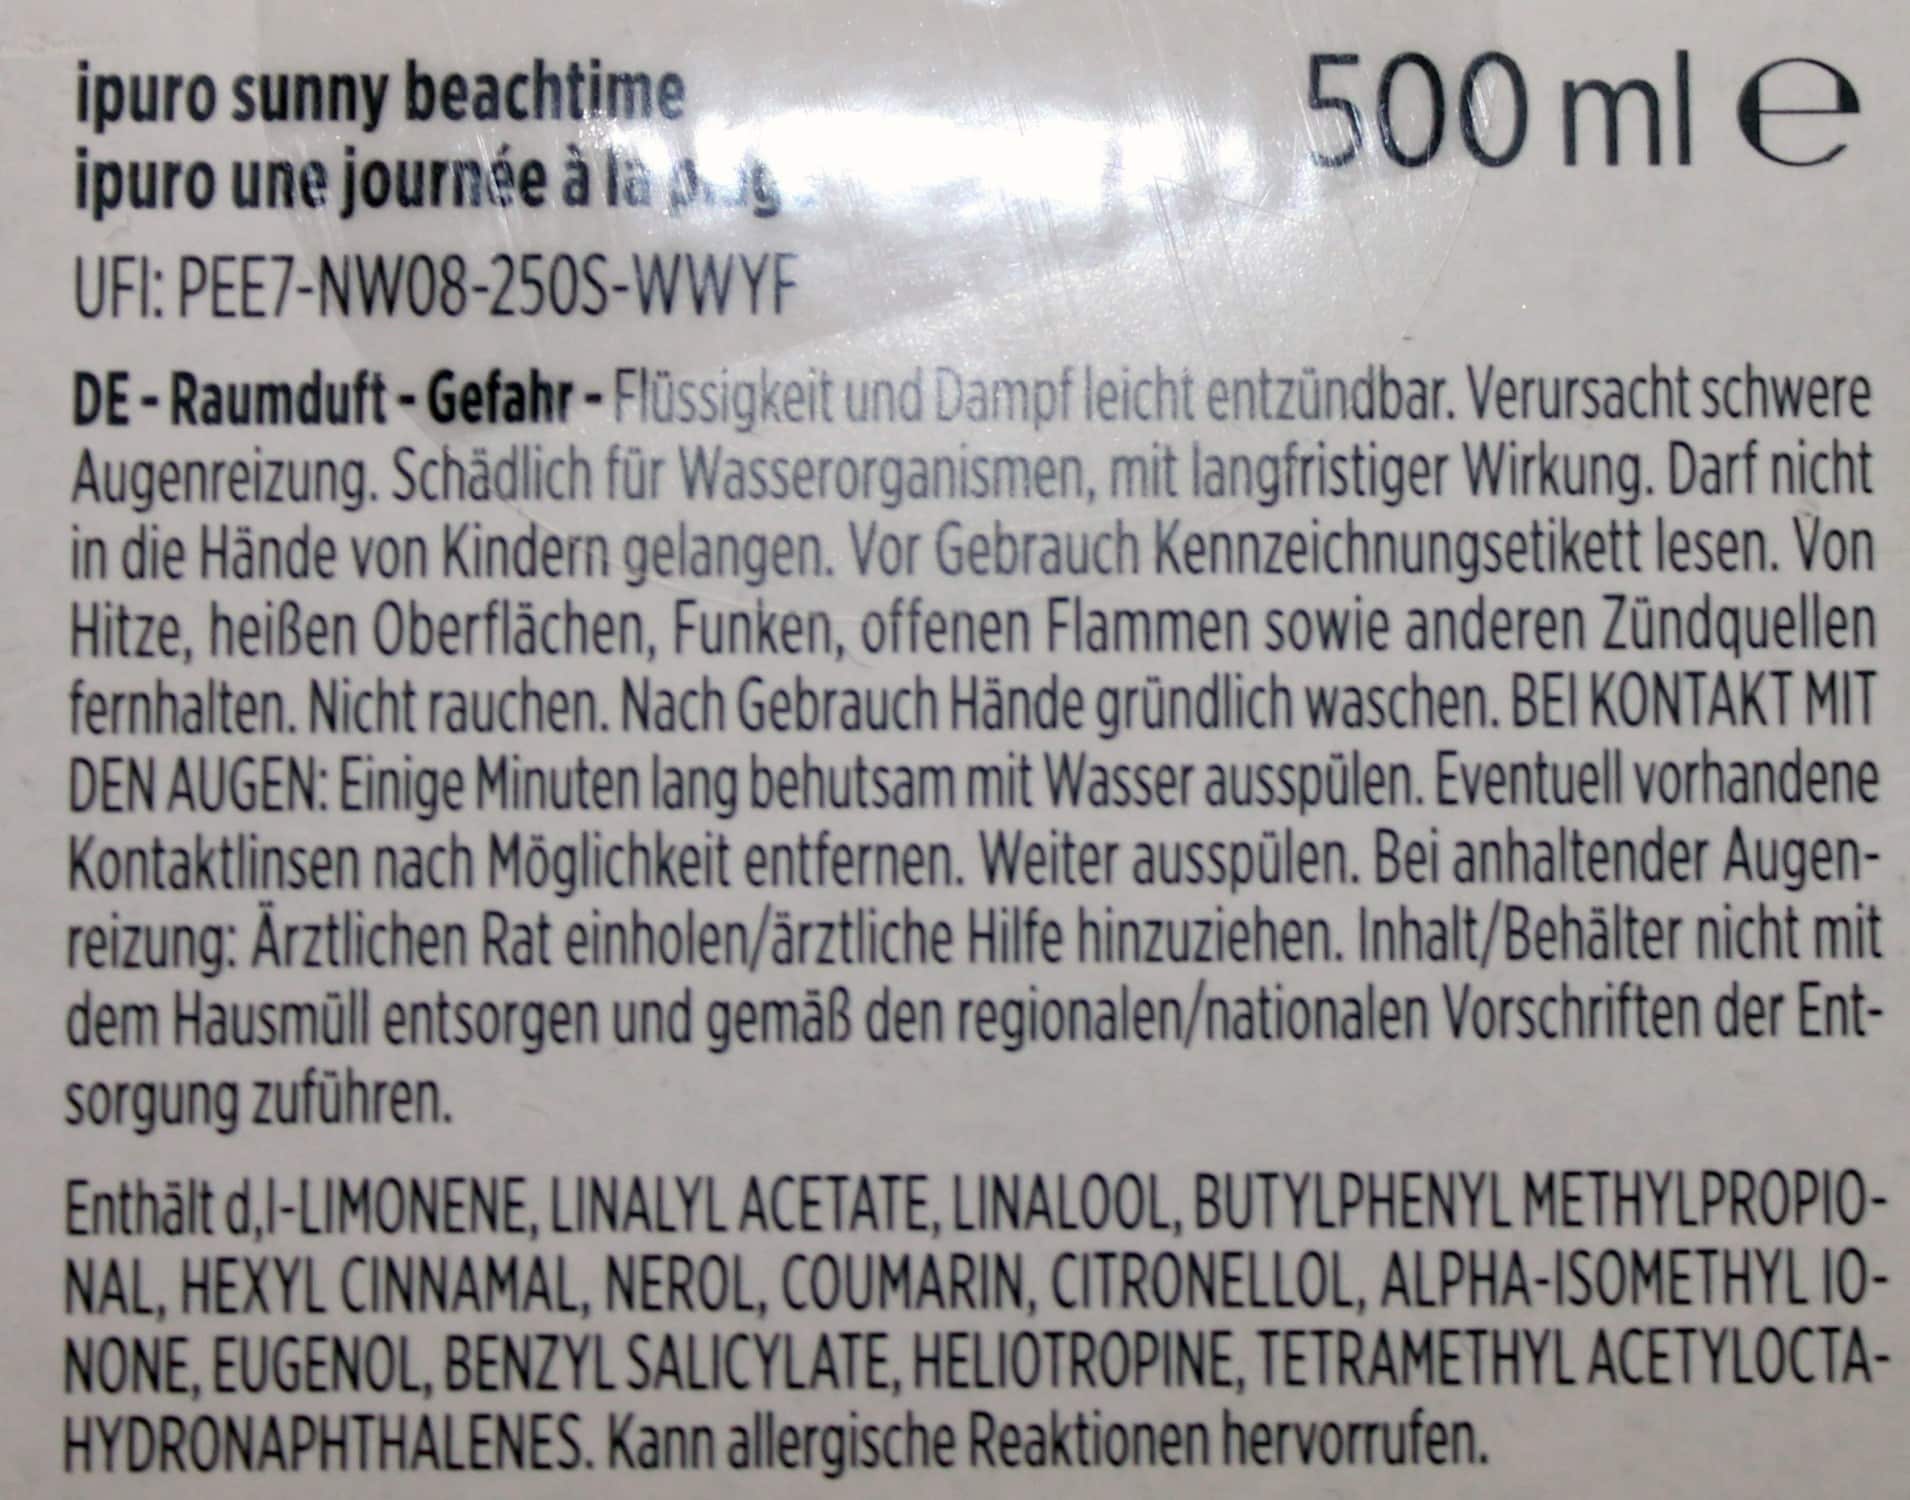 ipuro sunny beachtime
500 ml ℮
ipuro une journée à la
UFI: PEE7-NW08-250S-WWYF
DE - Raumduft - Gefahr - Flüssigkeit und Dampf leicht entzündbar. Verursacht schwere
Augenreizung. Schädlich für Wasserorganismen, mit langfristiger Wirkung. Darf nicht
in die Hände von Kindern gelangen. Vor Gebrauch Kennzeichnungsetikett lesen. Von
Hitze, heißen Oberflächen, Funken, offenen Flammen sowie anderen Zündquellen
fernhalten. Nicht rauchen. Nach Gebrauch Hände gründlich waschen. BEI KONTAKT MIT
DEN AUGEN: Einige Minuten lang behutsam mit Wasser ausspülen. Eventuell vorhandene
Kontaktlinsen nach Möglichkeit entfernen. Weiter ausspülen. Bei anhaltender Augen-
reizung: Ärztlichen Rat einholen/ärztliche Hilfe hinzuziehen. Inhalt/Behälter nicht mit
dem Hausmüll entsorgen und gemäß den regionalen/nationalen Vorschriften der Ent-
sorgung zuführen.
Enthält d,l-LIMONENE, LINALYL ACETATE, LINALOOL, BUTYLPHENYL METHYLPROPIO-
NAL, HEXYL CINNAMAL, NEROL, COUMARIN, CITRONELLOL, ALPHA-ISOMETHYL IO-
NONE, EUGENOL, BENZYL SALICYLATE, HELIOTROPINE, TETRAMETHYL ACETYLOCTA-
HYDRONAPHTHALENES. Kann allergische Reaktionen hervorrufen.